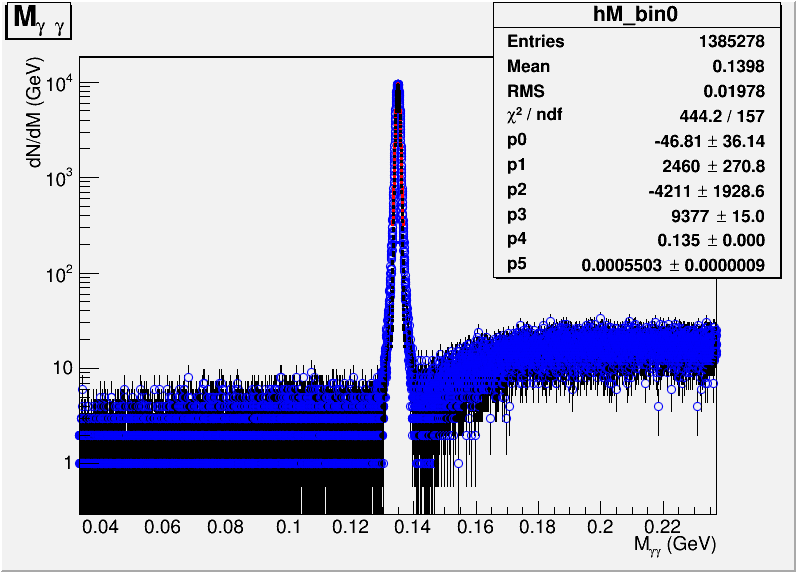 M_γ γ
hM_bin0
Entries 1385278
Mean 0.1398
RMS 0.01978
χ² / ndf 444.2 / 157
p0 -46.81 ± 36.14
p1 2460 ± 270.8
p2 -4211 ± 1928.6
p3 9377 ± 15.0
p4 0.135 ± 0.000
p5 0.0005503 ± 0.0000009
dN/dM (GeV)
10⁴
10³
10²
10
1
0.04 0.06 0.08 0.1 0.12 0.14 0.16 0.18 0.2 0.22
M_γγ (GeV)